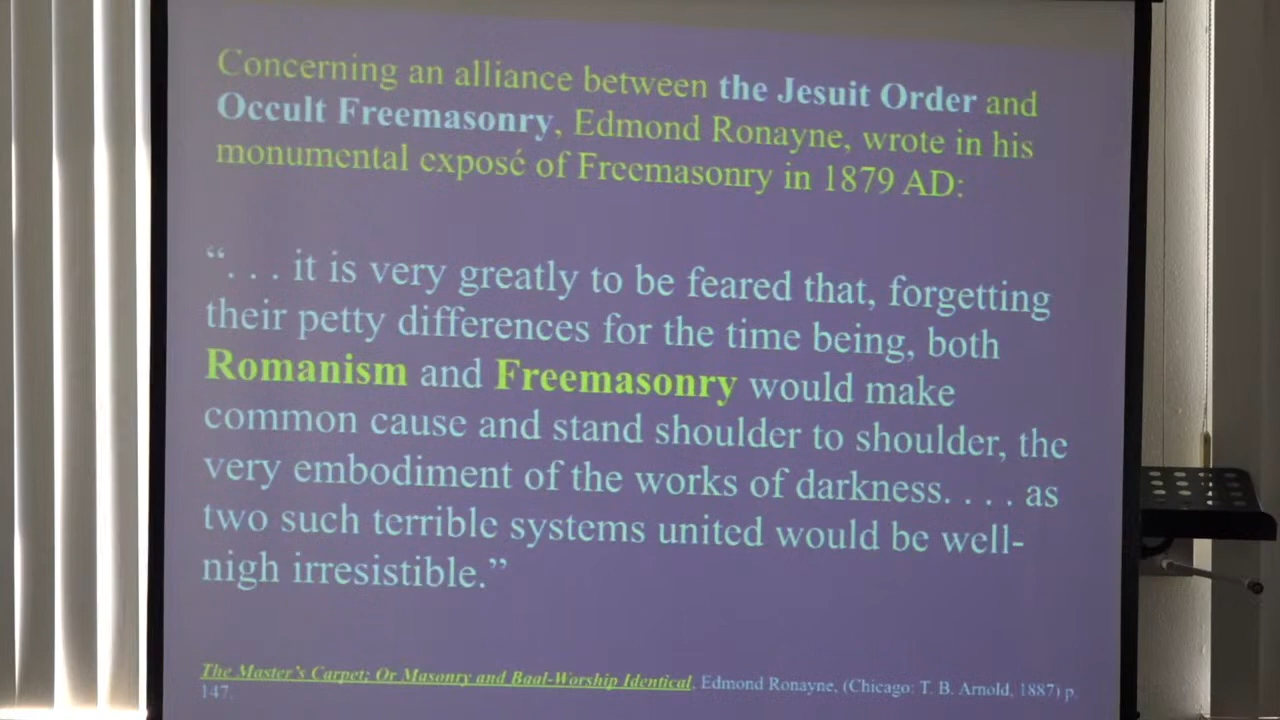 Concerning an alliance between the Jesuit Order and
Occult Freemasonry, Edmond Ronayne, wrote in his
monumental exposé of Freemasonry in 1879 AD:
“. . . it is very greatly to be feared that, forgetting
their petty differences for the time being, both
Romanism and Freemasonry would make
common cause and stand shoulder to shoulder, the
very embodiment of the works of darkness. . . . as
two such terrible systems united would be well-
nigh irresistible.”
The Master’s Carpet; Or Masonry and Baal-Worship Identical, Edmond Ronayne, (Chicago: T. B. Arnold, 1887) p.
147.